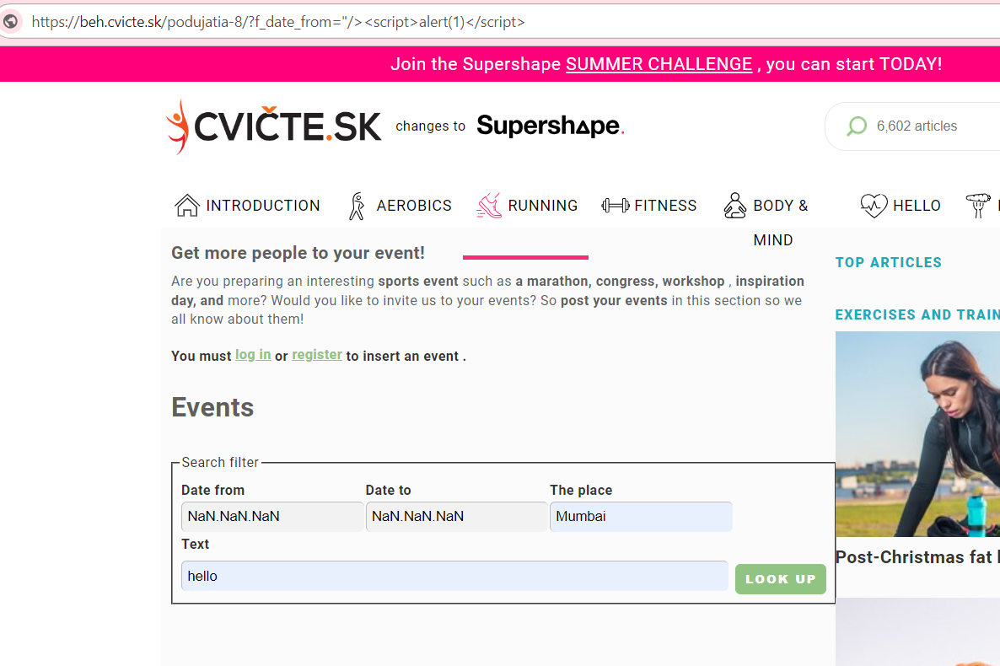 https://beh.cvicte.sk/podujatia-8/?f_date_from="/><script>alert(1)</script>
Join the Supershape SUMMER CHALLENGE , you can start TODAY!
CVIČTE.SK changes to Supershape.
6,602 articles
INTRODUCTION AEROBICS RUNNING FITNESS BODY & MIND HELLO
Get more people to your event!
Are you preparing an interesting sports event such as a marathon, congress, workshop , inspiration
day, and more? Would you like to invite us to your events? So post your events in this section so we
all know about them!
You must log in or register to insert an event .
Events
Search filter
Date from Date to The place
NaN.NaN.NaN NaN.NaN.NaN Mumbai
Text
hello
LOOK UP
TOP ARTICLES
EXERCISES AND TRAIN
Post-Christmas fat